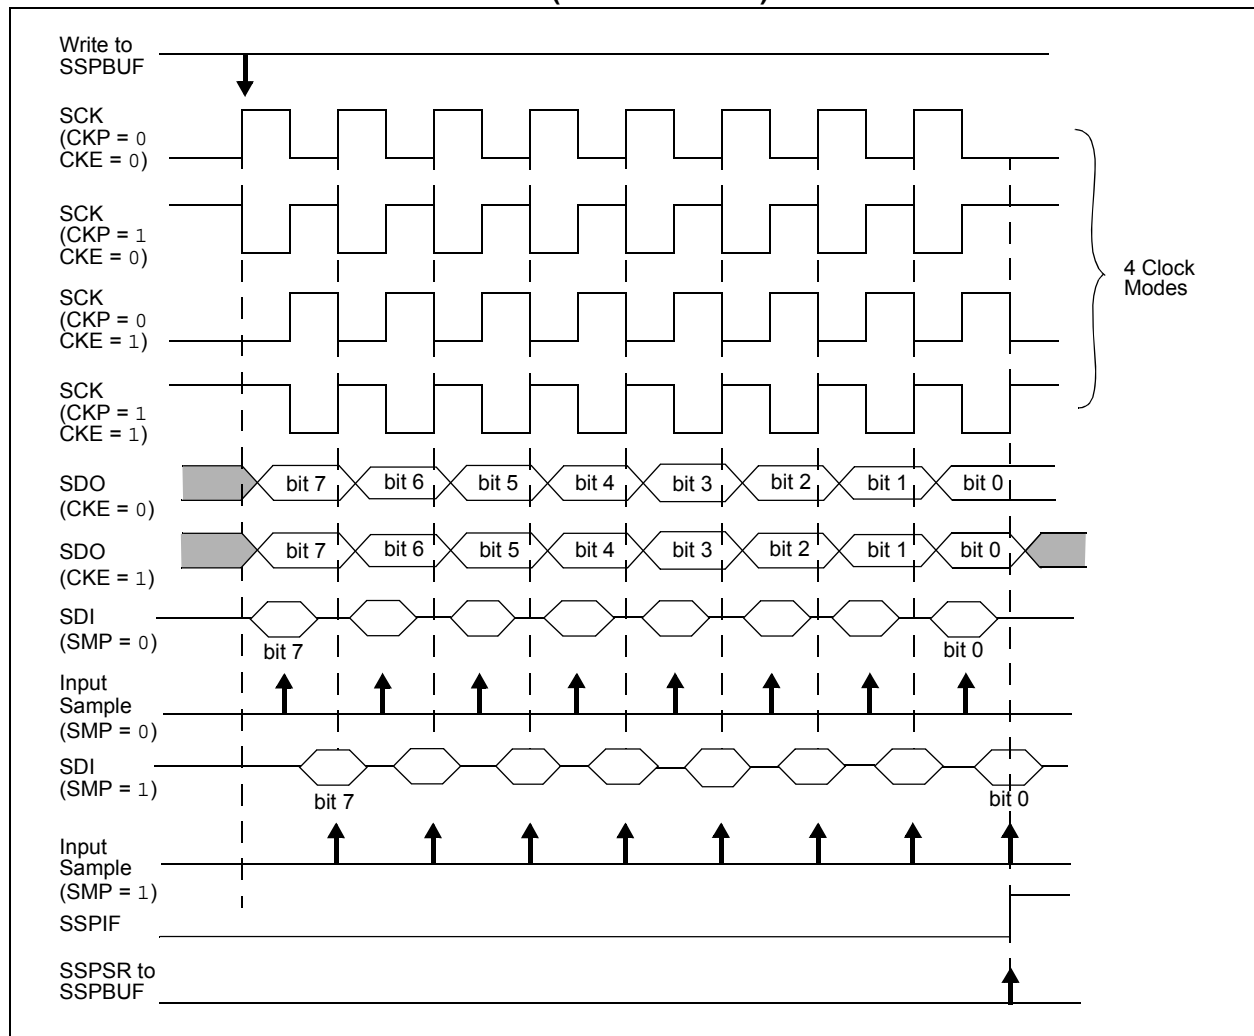 Write to
SSPBUF
SCK
(CKP = 0
CKE = 0)
SCK
(CKP = 1
CKE = 0)
SCK
(CKP = 0
CKE = 1)
SCK
(CKP = 1
CKE = 1)
4 Clock
Modes
SDO
(CKE = 0)
bit 7 bit 6 bit 5 bit 4 bit 3 bit 2 bit 1 bit 0
SDO
(CKE = 1)
bit 7 bit 6 bit 5 bit 4 bit 3 bit 2 bit 1 bit 0
SDI
(SMP = 0)
bit 7 bit 0
Input
Sample
(SMP = 0)
SDI
(SMP = 1)
bit 7 bit 0
Input
Sample
(SMP = 1)
SSPIF
SSPSR to
SSPBUF